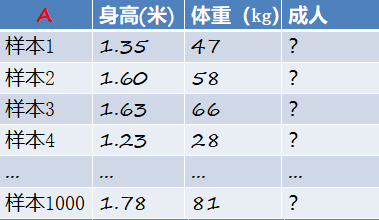 A 身高(米) 体重（kg) 成人
样本1 1.35 47 ？
样本2 1.60 58 ？
样本3 1.63 66 ？
样本4 1.23 28 ？
… … … …
样本1000 1.78 81 ？